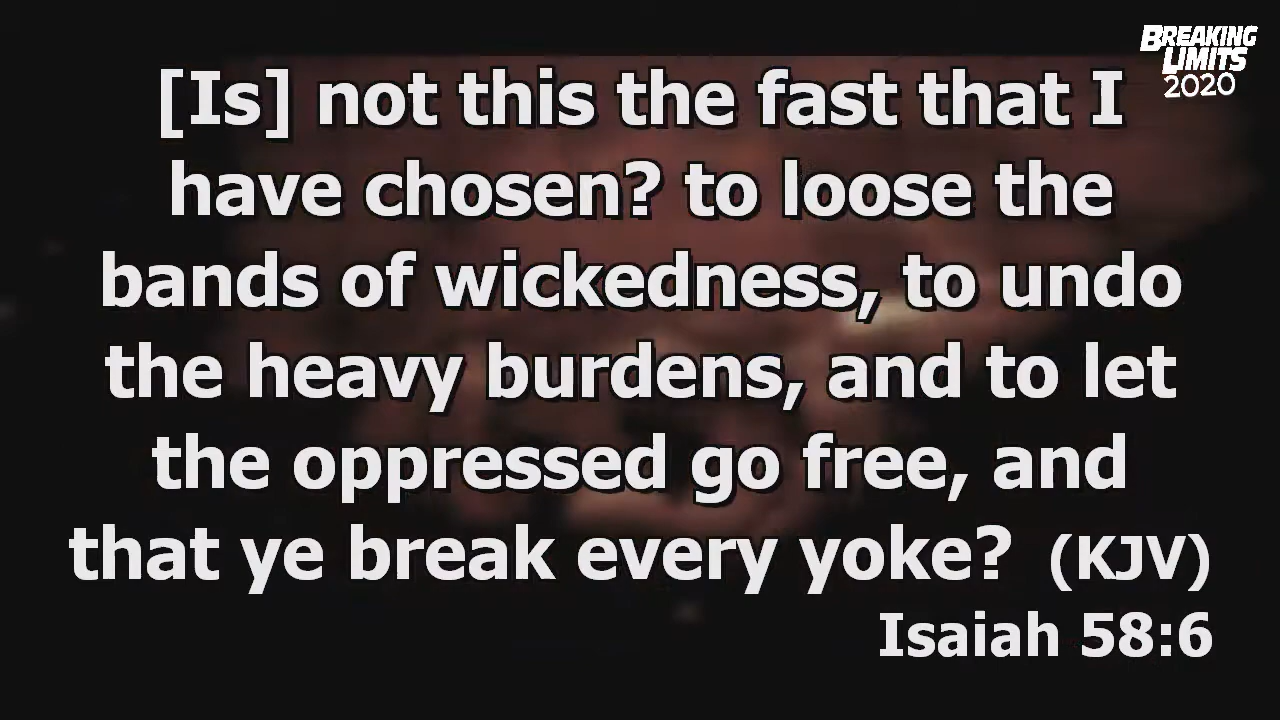 BREAKING
LIMITS
2020
[Is] not this the fast that I
have chosen? to loose the
bands of wickedness, to undo
the heavy burdens, and to let
the oppressed go free, and
that ye break every yoke? (KJV)
Isaiah 58:6